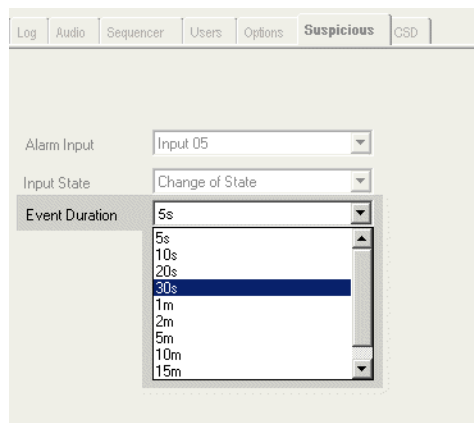 Log Audio Sequencer Users Options Suspicious CSD
Alarm Input Input 05
Input State Change of State
Event Duration 5s
5s
10s
20s
30s
1m
2m
5m
10m
15m